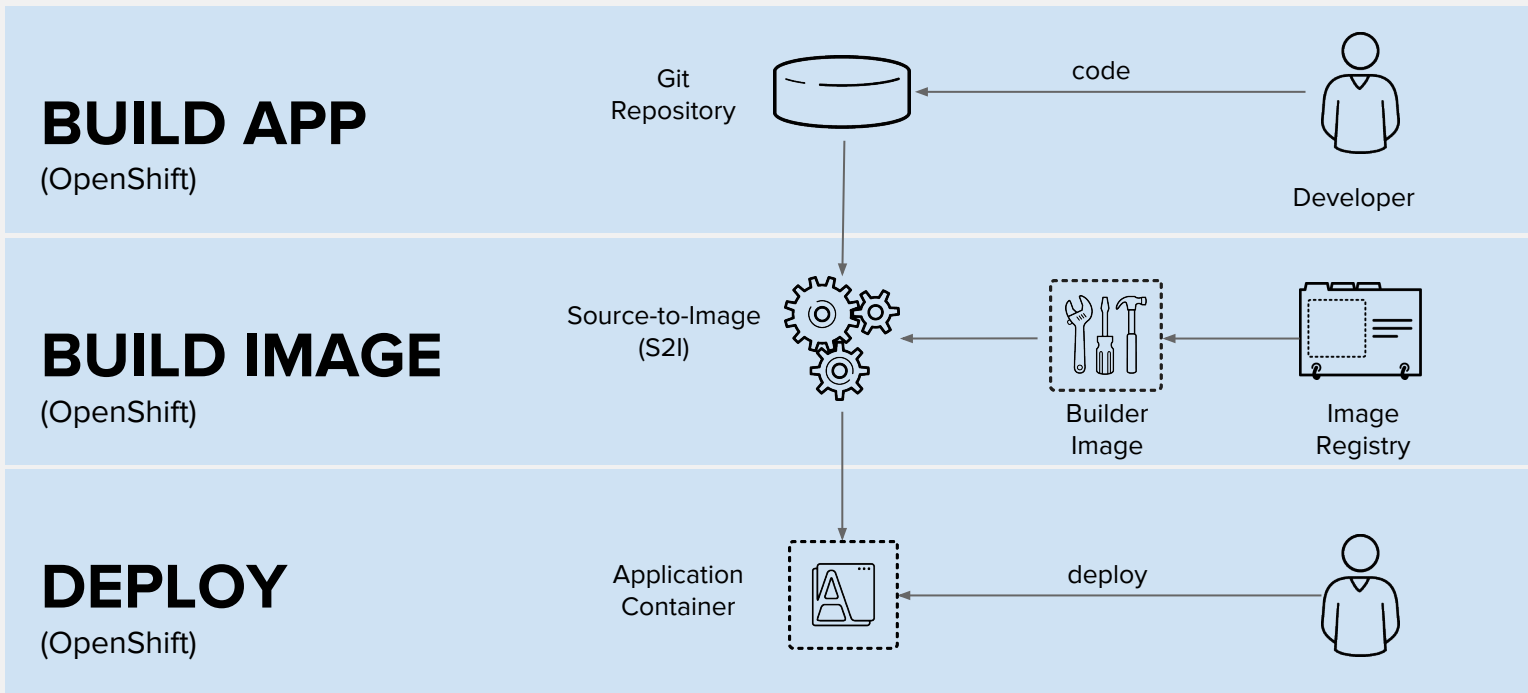 BUILD APP
(OpenShift)
Git
Repository
code
Developer
BUILD IMAGE
(OpenShift)
Source-to-Image
(S2I)
Builder
Image
Image
Registry
DEPLOY
(OpenShift)
Application
Container
A
deploy